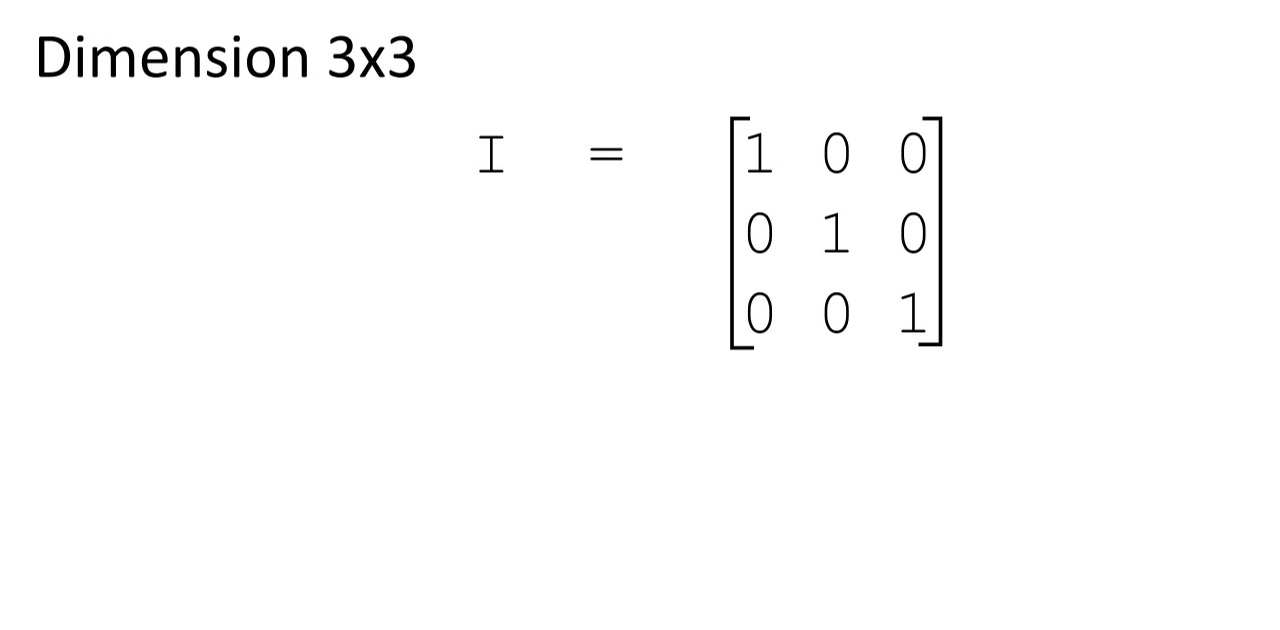 Dimension 3x3
I = [1 0 0]
0 1 0
0 0 1